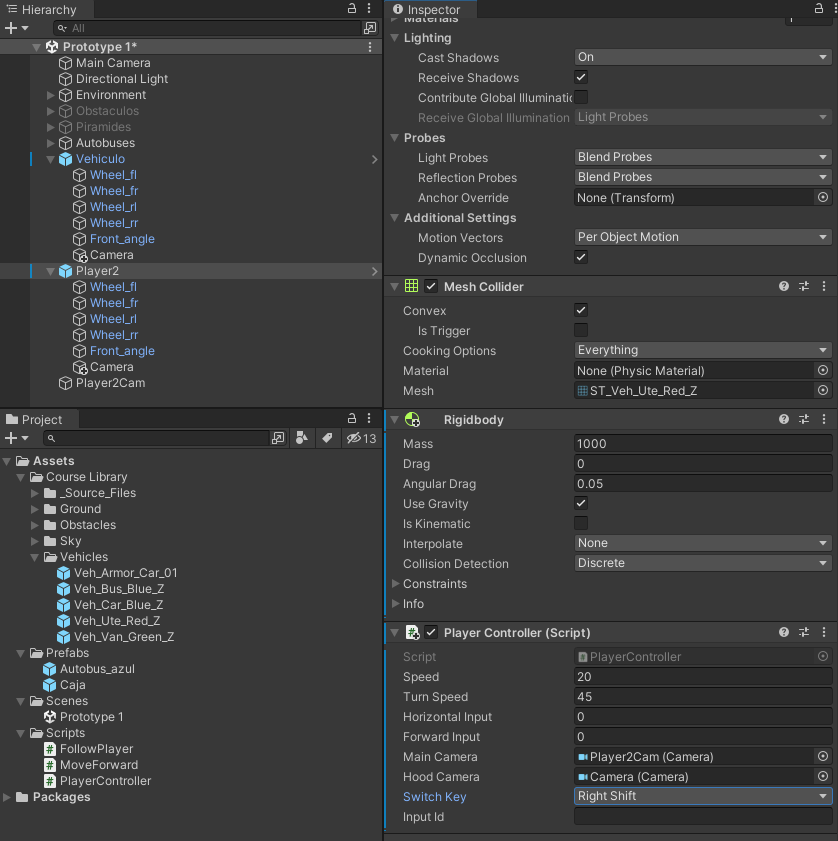 Hierarchy
All
Prototype 1*
Main Camera
Directional Light
Environment
Obstaculos
Piramides
Autobuses
Vehiculo
Wheel_fl
Wheel_fr
Wheel_rl
Wheel_rr
Front_angle
Camera
Player2
Wheel_fl
Wheel_fr
Wheel_rl
Wheel_rr
Front_angle
Camera
Player2Cam
Project
13
Assets
Course Library
_Source_Files
Ground
Obstacles
Sky
Vehicles
Veh_Armor_Car_01
Veh_Bus_Blue_Z
Veh_Car_Blue_Z
Veh_Ute_Red_Z
Veh_Van_Green_Z
Prefabs
Autobus_azul
Caja
Scenes
Prototype 1
Scripts
FollowPlayer
MoveForward
PlayerController
Packages
Inspector
Materials
Lighting
Cast Shadows On
Receive Shadows
Contribute Global Illuminatic
Receive Global Illumination Light Probes
Probes
Light Probes Blend Probes
Reflection Probes Blend Probes
Anchor Override None (Transform)
Additional Settings
Motion Vectors Per Object Motion
Dynamic Occlusion
Mesh Collider
Convex
Is Trigger
Cooking Options Everything
Material None (Physic Material)
Mesh ST_Veh_Ute_Red_Z
Rigidbody
Mass 1000
Drag 0
Angular Drag 0.05
Use Gravity
Is Kinematic
Interpolate None
Collision Detection Discrete
Constraints
Info
Player Controller (Script)
Script PlayerController
Speed 20
Turn Speed 45
Horizontal Input 0
Forward Input 0
Main Camera Player2Cam (Camera)
Hood Camera Camera (Camera)
Switch Key Right Shift
Input Id